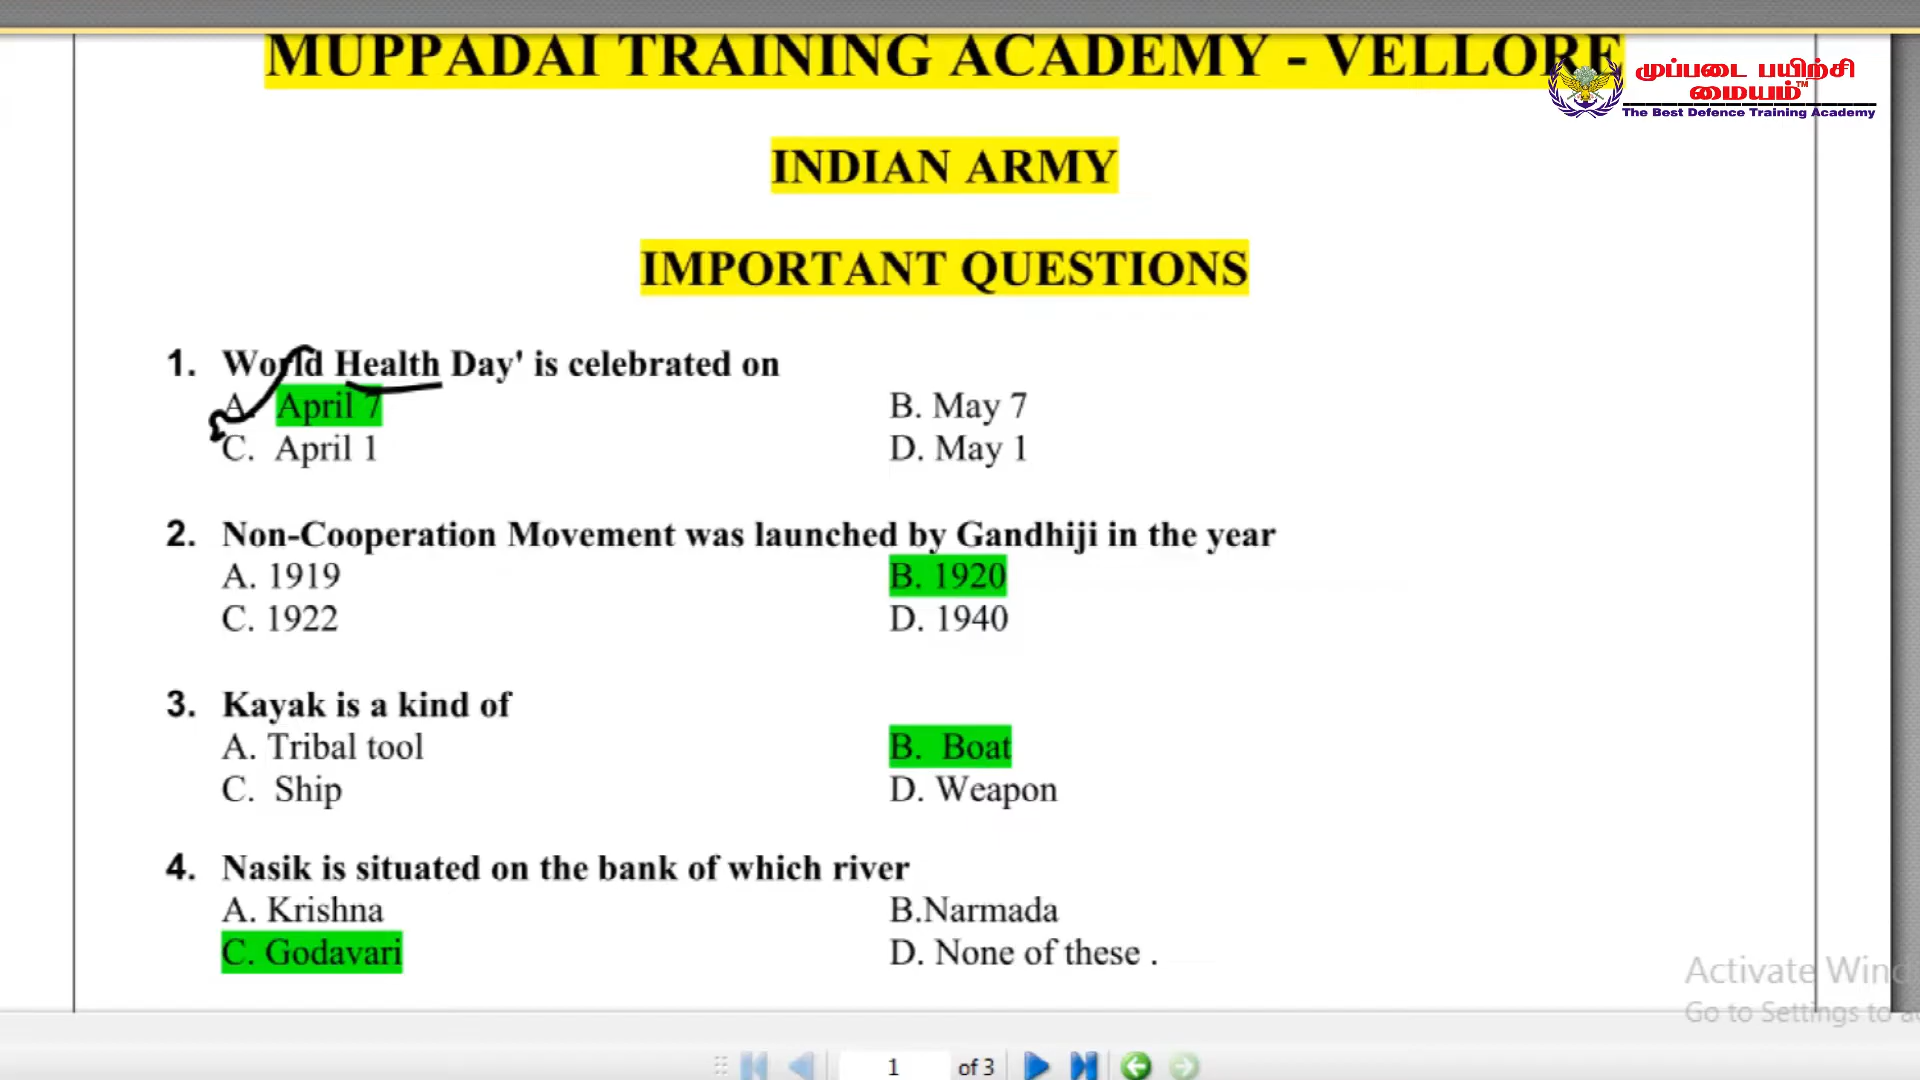 MUPPADAI TRAINING ACADEMY - VELLORE
முப்படை பயிற்சி
மையம்™
The Best Defence Training Academy
INDIAN ARMY
IMPORTANT QUESTIONS
1. World Health Day' is celebrated on
A. April 7 B. May 7
C. April 1 D. May 1
2. Non-Cooperation Movement was launched by Gandhiji in the year
A. 1919 B. 1920
C. 1922 D. 1940
3. Kayak is a kind of
A. Tribal tool B. Boat
C. Ship D. Weapon
4. Nasik is situated on the bank of which river
A. Krishna B.Narmada
C. Godavari D. None of these .
Activate Wind
Go to Settings to a
1 of 3